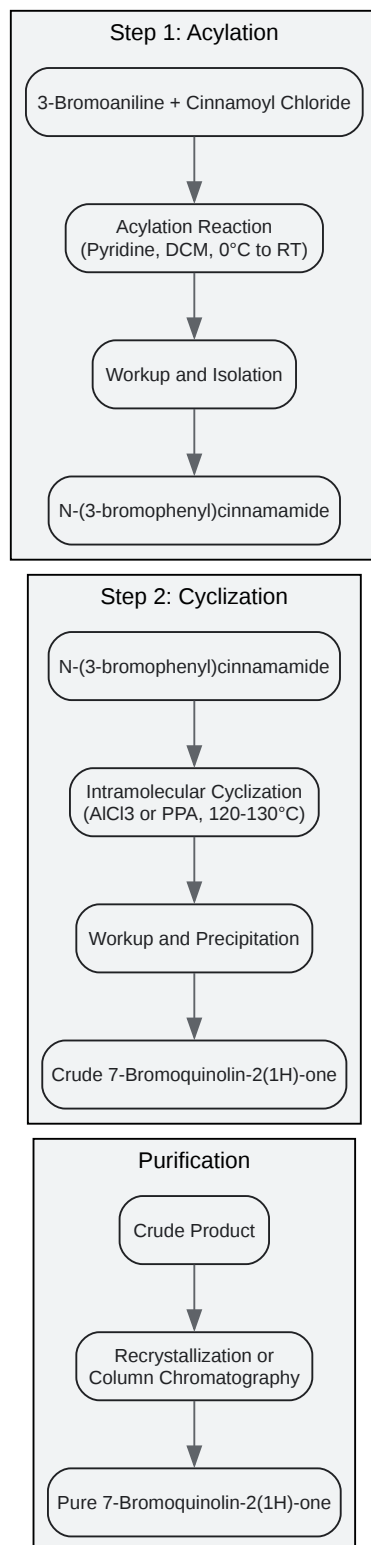 Step 1: Acylation
3-Bromoaniline + Cinnamoyl Chloride
Acylation Reaction
(Pyridine, DCM, 0°C to RT)
Workup and Isolation
N-(3-bromophenyl)cinnamamide
Step 2: Cyclization
N-(3-bromophenyl)cinnamamide
Intramolecular Cyclization
(AlCl3 or PPA, 120-130°C)
Workup and Precipitation
Crude 7-Bromoquinolin-2(1H)-one
Purification
Crude Product
Recrystallization or
Column Chromatography
Pure 7-Bromoquinolin-2(1H)-one